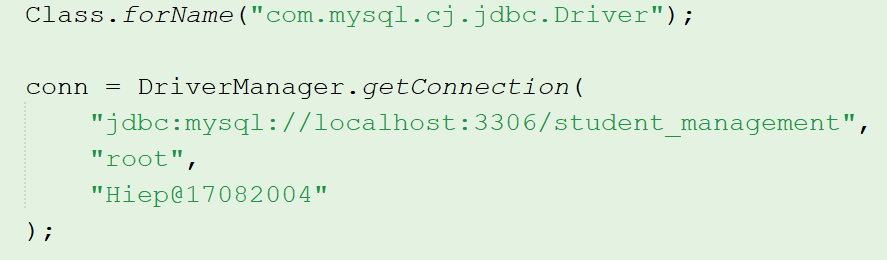 Class.forName("com.mysql.cj.jdbc.Driver");
conn = DriverManager.getConnection(
"jdbc:mysql://localhost:3306/student_management",
"root",
"Hiep@17082004"
);